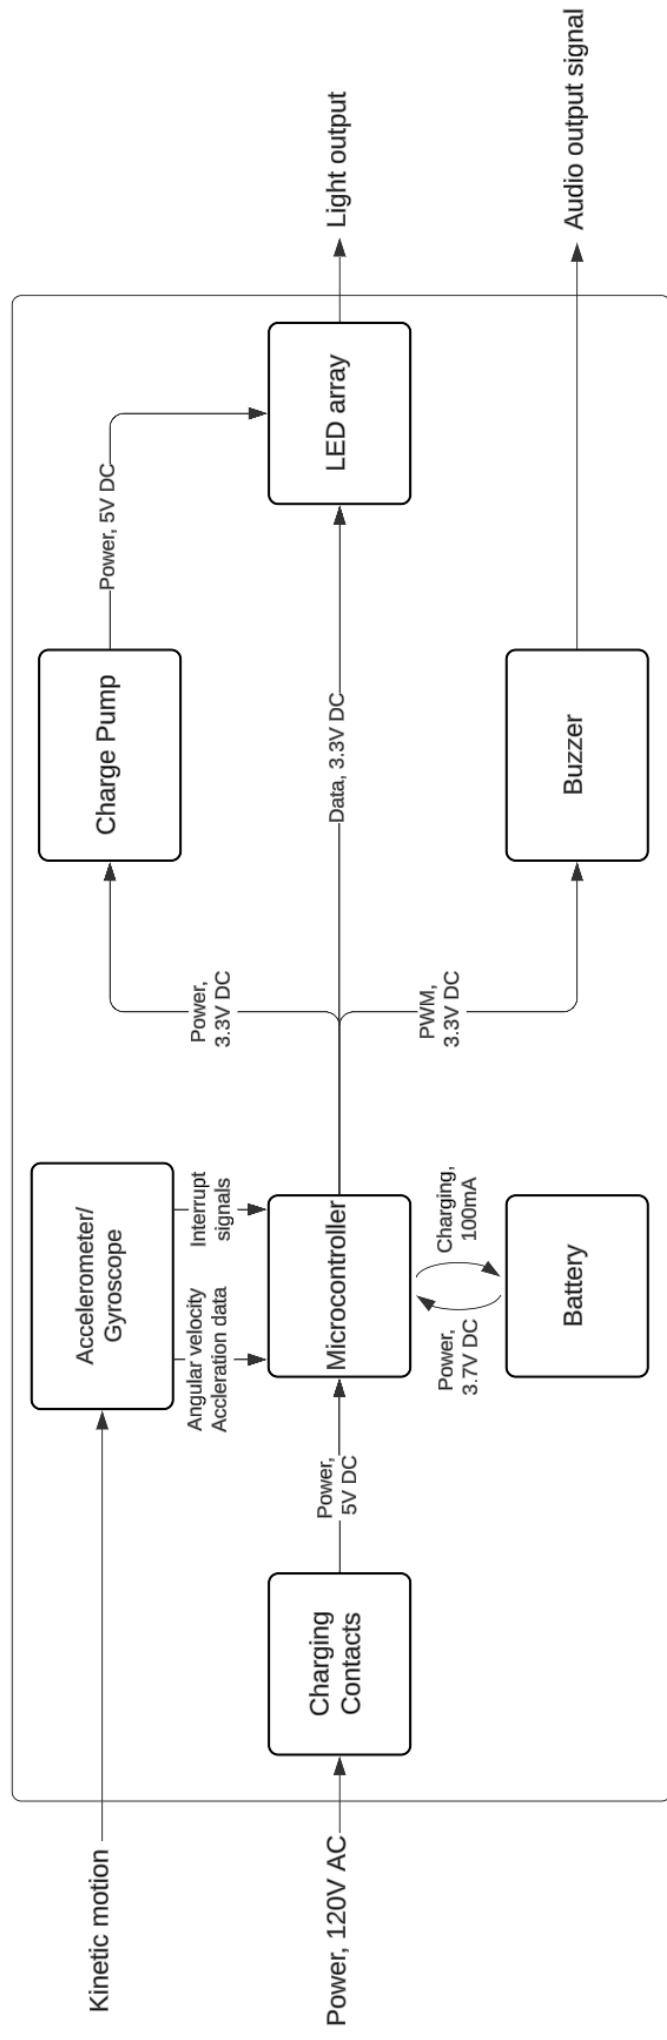 Kinetic motion
Power, 120V AC
Charging
Contacts
Power,
5V DC
Accelerometer/
Gyroscope
Angular velocity
Accleration data
Interrupt
signals
Microcontroller
Power,
3.7V DC
Charging,
100mA
Battery
Power,
3.3V DC
Data, 3.3V DC
PWM,
3.3V DC
Charge Pump
Power, 5V DC
Buzzer
LED array
Light output
Audio output signal